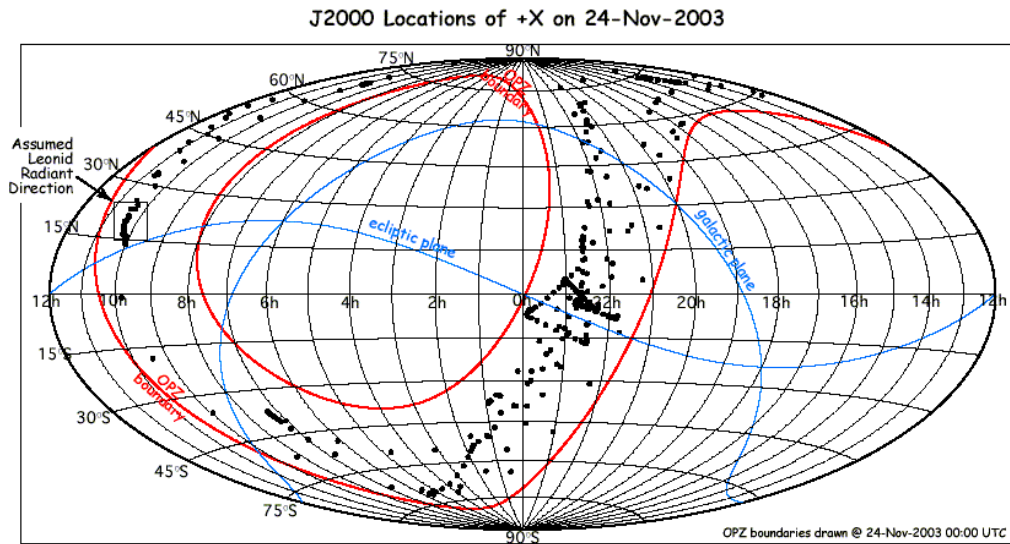 J2000 Locations of +X on 24-Nov-2003
90°N
75°N
60°N
45°N
30°N
15°N
OPZ
boundary
Assumed
Leonid
Radiant
Direction
ecliptic plane
galactic plane
12h
10h
8h
6h
4h
2h
0h
22h
20h
18h
16h
14h
12h
15°S
OPZ
boundary
30°S
45°S
75°S
90°S
OPZ boundaries drawn @ 24-Nov-2003 00:00 UTC